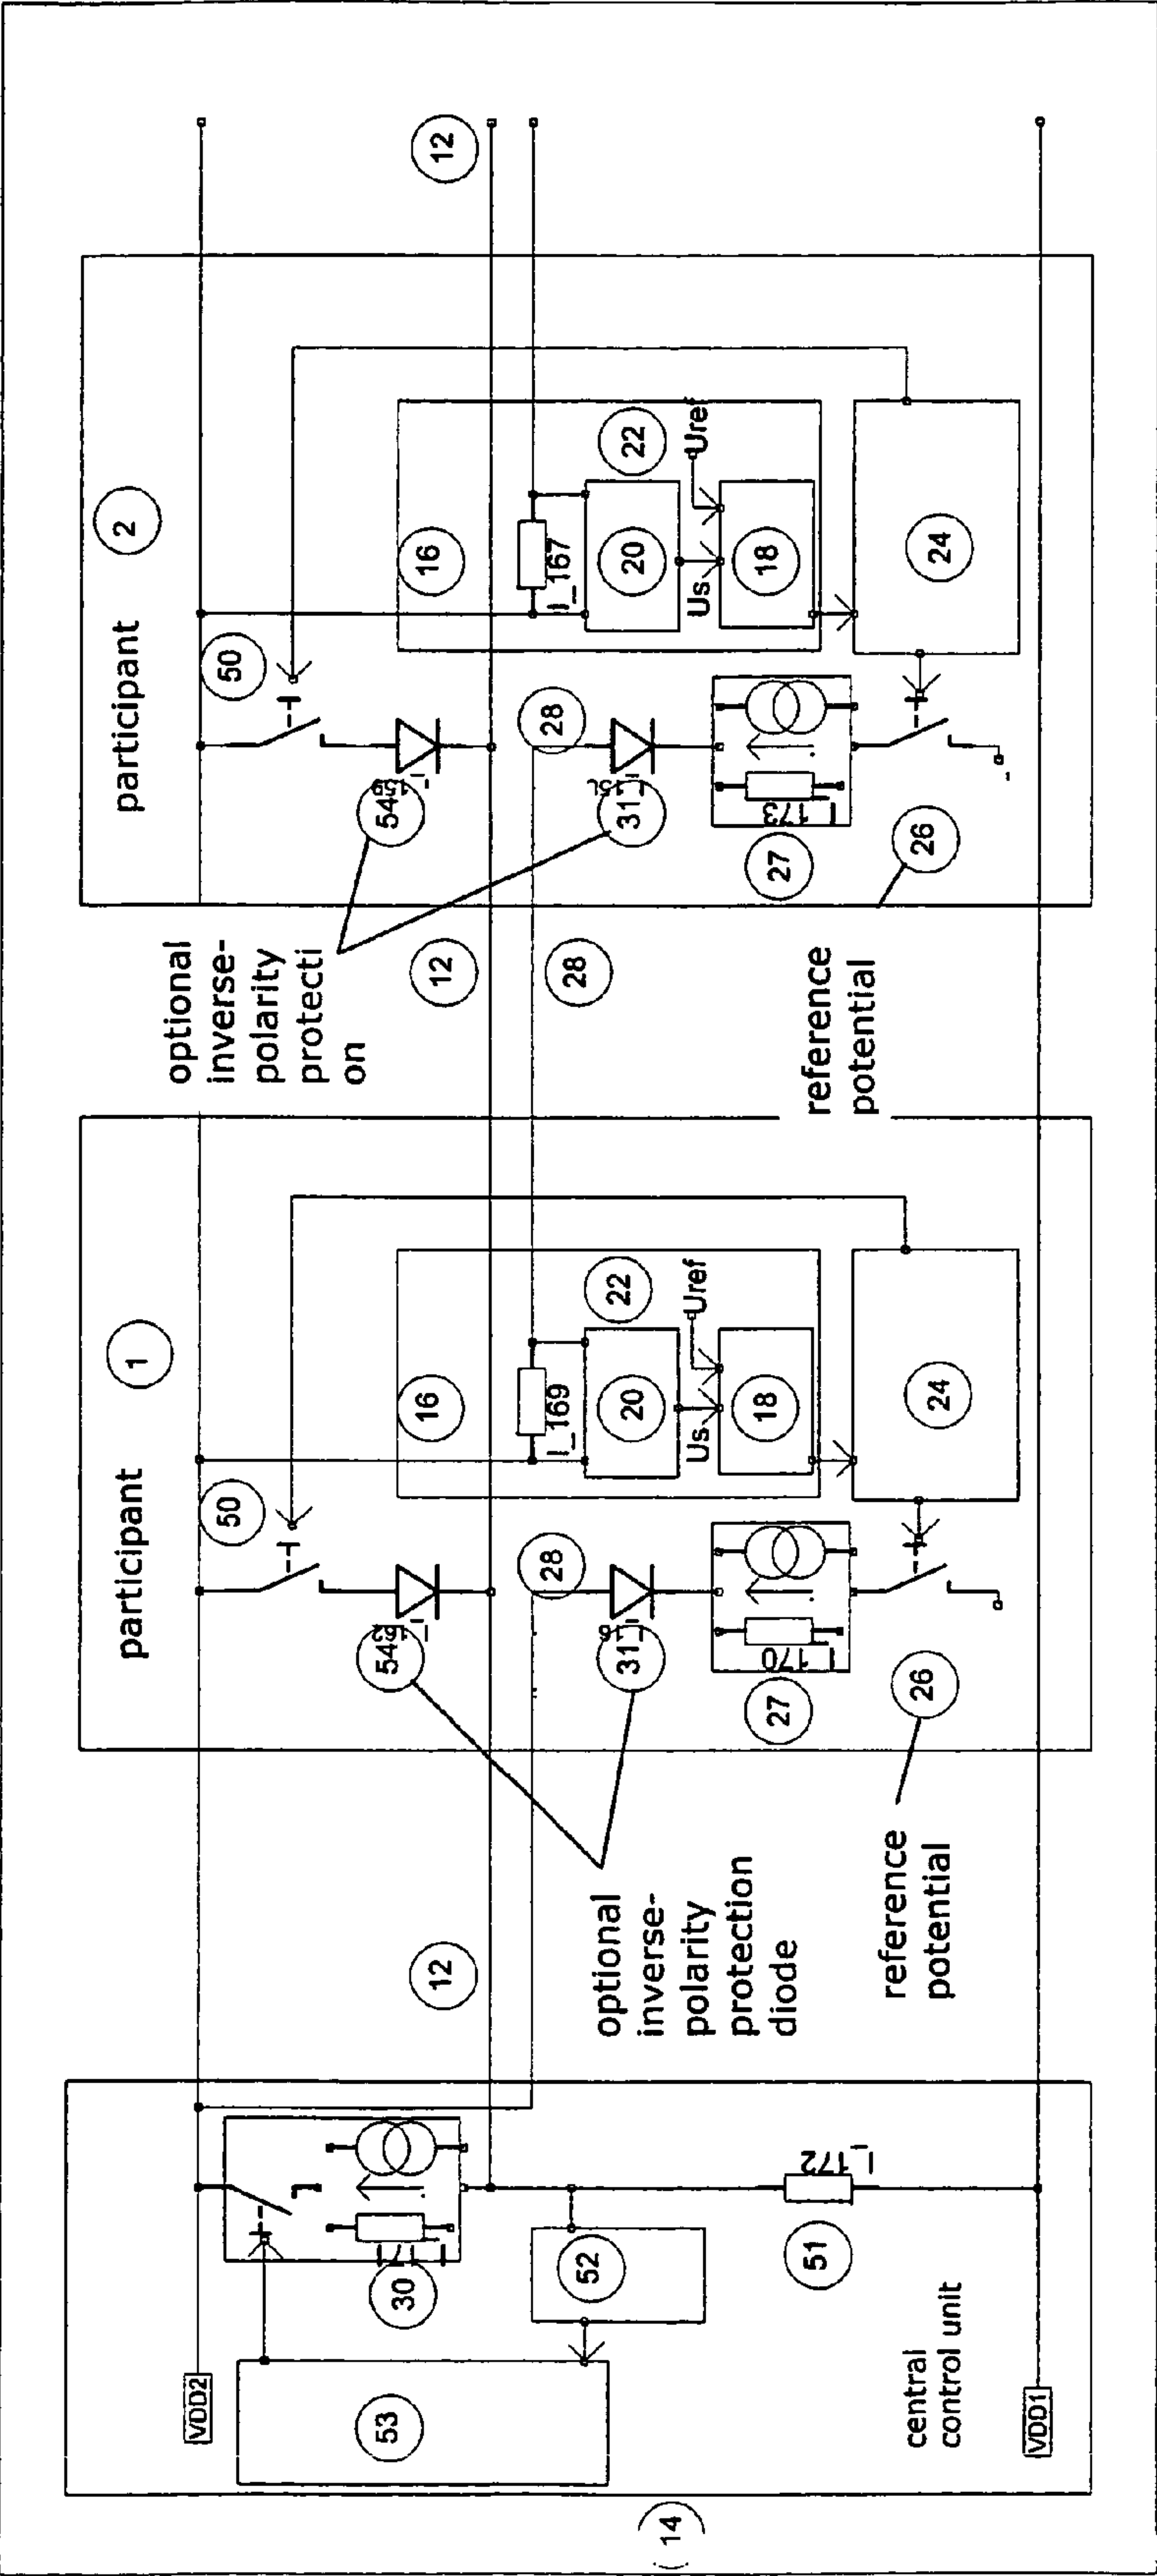 14
VDD2
53
30
52
51
I_172
central
control unit
VDD1
12
optional
inverse-
polarity
protection
diode
reference
potential
participant
1
50
54
16
28
31
I_169
22
20
Us
Uref
18
I_170
27
24
26
optional
inverse-
polarity
protecti
on
12
28
reference
potential
participant
2
50
54
16
28
31
I_167
22
20
Us
Uref
18
I_173
27
24
26
12